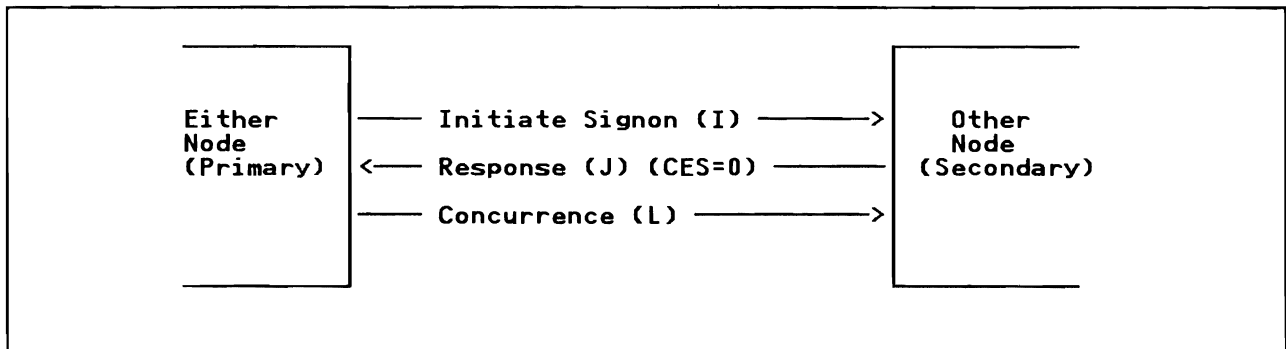 Either
Node
(Primary)
Initiate Signon (I)
Response (J) (CES=0)
Concurrence (L)
Other
Node
(Secondary)